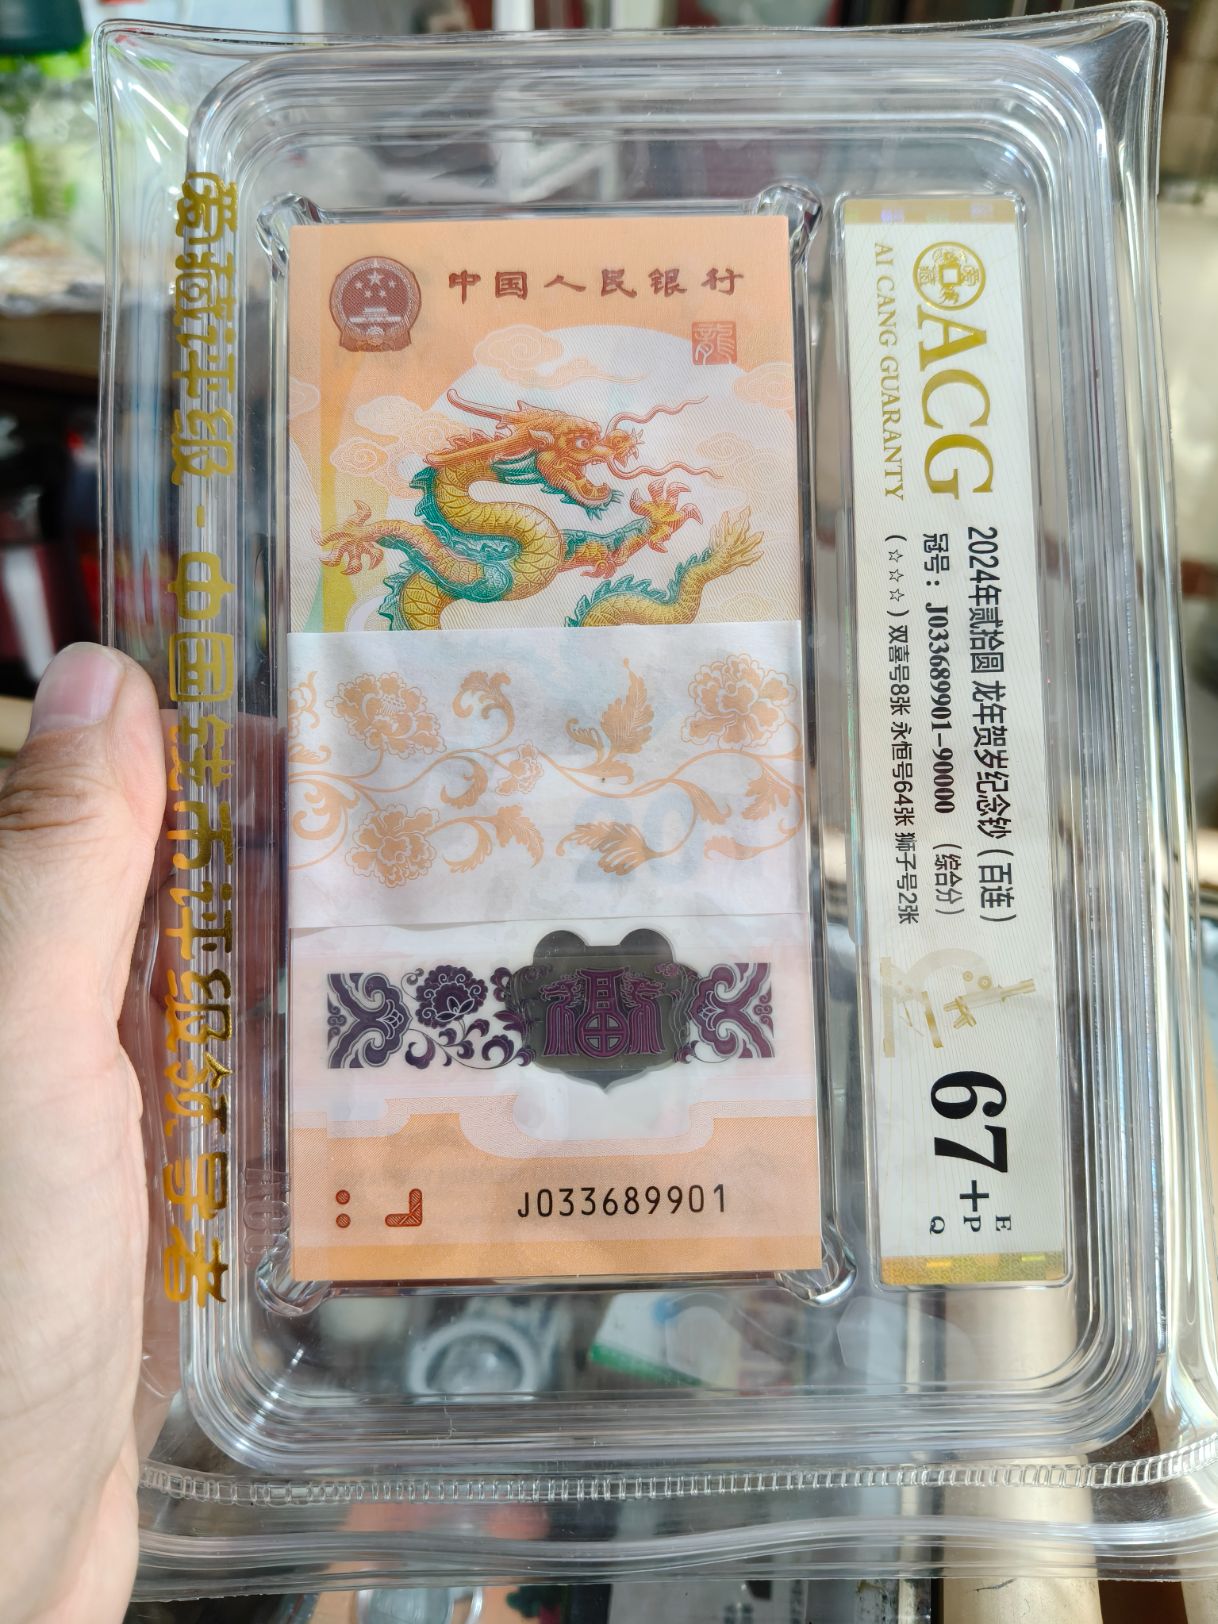 中国人民银行
龍
J033689901
爱藏评级-中国钱币评级领导者
ACG
AI CANG GUARANTY
2024年贰拾圆 龙年贺岁纪念钞（百连）
冠号：J033689901-90000 （综合分）
(☆☆☆) 双喜号8张 永恒号64张 狮子号2张
67+
E
P
Q
ACG